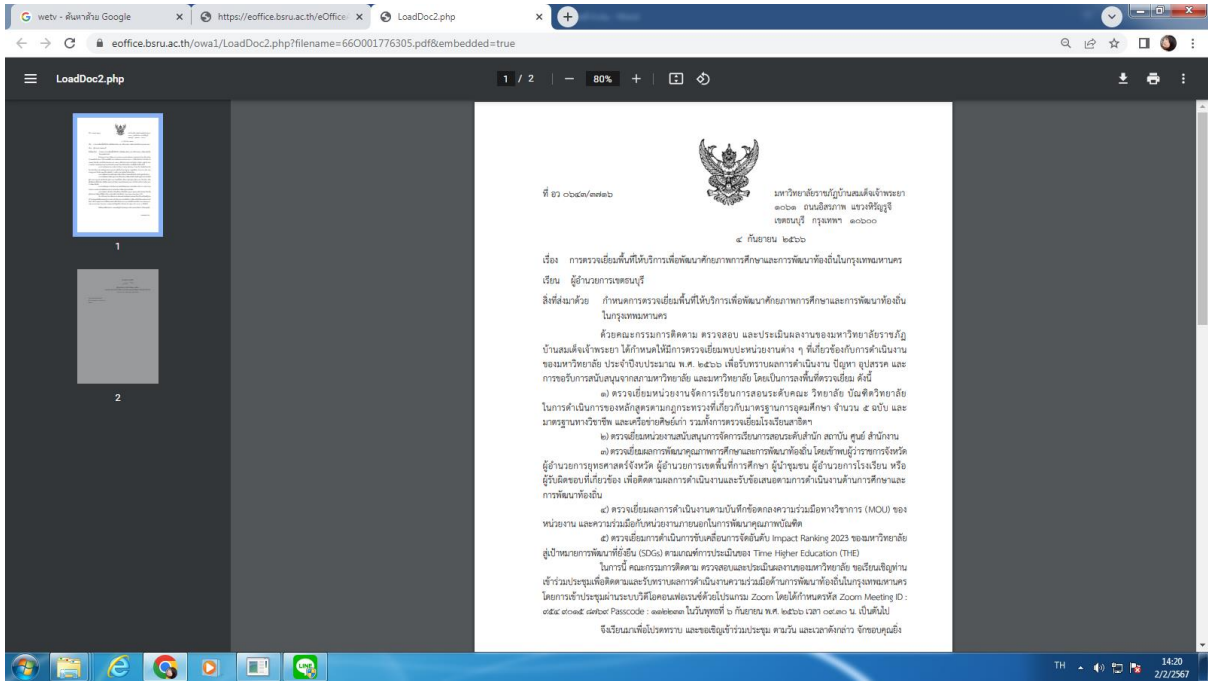 wetv - ค้นหาด้วย Google
https://eoffice.bsru.ac.th/eOffice
LoadDoc2.php
eoffice.bsru.ac.th/owa1/LoadDoc2.php?filename=66O001776305.pdf&embedded=true
LoadDoc2.php
1 / 2
80%
1
2
ที่ อว ๐๖๔๓/๓๗๑๖
มหาวิทยาลัยราชภัฏบ้านสมเด็จเจ้าพระยา
๑๐๖๑ ถนนอิสรภาพ แขวงหิรัญรูจี
เขตธนบุรี กรุงเทพฯ ๑๐๖๐๐
๔ กันยายน ๒๕๖๖
เรื่อง การตรวจเยี่ยมพื้นที่ให้บริการเพื่อพัฒนาศักยภาพการศึกษาและการพัฒนาท้องถิ่นในกรุงเทพมหานคร
เรียน ผู้อำนวยการเขตธนบุรี
สิ่งที่ส่งมาด้วย กำหนดการตรวจเยี่ยมพื้นที่ให้บริการเพื่อพัฒนาศักยภาพการศึกษาและการพัฒนาท้องถิ่น
ในกรุงเทพมหานคร
ด้วยคณะกรรมการติดตาม ตรวจสอบ และประเมินผลงานของมหาวิทยาลัยราชภัฏ
บ้านสมเด็จเจ้าพระยา ได้กำหนดให้มีการตรวจเยี่ยมพบปะหน่วยงานต่าง ๆ ที่เกี่ยวข้องกับการดำเนินงาน
ของมหาวิทยาลัย ประจำปีงบประมาณ พ.ศ. ๒๕๖๖ เพื่อรับทราบผลการดำเนินงาน ปัญหา อุปสรรค และ
การขอรับการสนับสนุนจากสภามหาวิทยาลัย และมหาวิทยาลัย โดยเป็นการลงพื้นที่ตรวจเยี่ยม ดังนี้
๑) ตรวจเยี่ยมหน่วยงานจัดการเรียนการสอนระดับคณะ วิทยาลัย บัณฑิตวิทยาลัย
ในการดำเนินการของหลักสูตรตามกฎกระทรวงที่เกี่ยวกับมาตรฐานการอุดมศึกษา จำนวน ๕ ฉบับ และ
มาตรฐานทางวิชาชีพ และเครือข่ายศิษย์เก่า รวมทั้งการตรวจเยี่ยมโรงเรียนสาธิตฯ
๒) ตรวจเยี่ยมหน่วยงานสนับสนุนการจัดการเรียนการสอนระดับสำนัก สถาบัน ศูนย์ สำนักงาน
๓) ตรวจเยี่ยมผลการพัฒนาคุณภาพการศึกษาและการพัฒนาท้องถิ่น โดยเข้าพบผู้ว่าราชการจังหวัด
ผู้อำนวยการยุทธศาสตร์จังหวัด ผู้อำนวยการเขตพื้นที่การศึกษา ผู้นำชุมชน ผู้อำนวยการโรงเรียน หรือ
ผู้รับผิดชอบที่เกี่ยวข้อง เพื่อติดตามผลการดำเนินงานและรับข้อเสนอตามการดำเนินงานด้านการศึกษาและ
การพัฒนาท้องถิ่น
๔) ตรวจเยี่ยมผลการดำเนินงานตามบันทึกข้อตกลงความร่วมมือทางวิชาการ (MOU) ของ
หน่วยงาน และความร่วมมือกับหน่วยงานภายนอกในการพัฒนาคุณภาพบัณฑิต
๕) ตรวจเยี่ยมการดำเนินการขับเคลื่อนการจัดอันดับ Impact Ranking 2023 ของมหาวิทยาลัย
สู่เป้าหมายการพัฒนาที่ยั่งยืน (SDGs) ตามเกณฑ์การประเมินของ Time Higher Education (THE)
ในการนี้ คณะกรรมการติดตาม ตรวจสอบและประเมินผลงานของมหาวิทยาลัย ขอเรียนเชิญท่าน
เข้าร่วมประชุมเพื่อติดตามและรับทราบผลการดำเนินงานความร่วมมือด้านการพัฒนาท้องถิ่นในกรุงเทพมหานคร
โดยการเข้าประชุมผ่านระบบวิดีโอคอนเฟอเรนซ์ด้วยโปรแกรม Zoom โดยได้กำหนดรหัส Zoom Meeting ID :
Passcode : ในวันพุธที่ ๖ กันยายน พ.ศ. ๒๕๖๖ เวลา ๐๙.๓๐ น. เป็นต้นไป
จึงเรียนมาเพื่อโปรดทราบ และขอเชิญเข้าร่วมประชุม ตามวัน และเวลาดังกล่าว จักขอบคุณยิ่ง
TH
14:20
2/2/2567